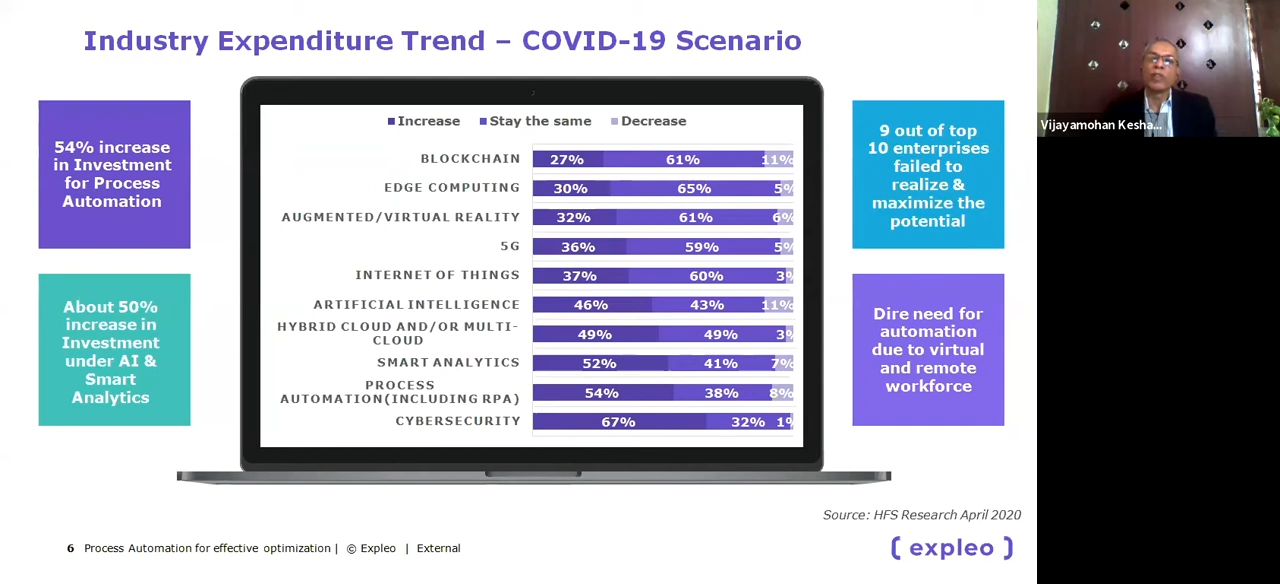 Industry Expenditure Trend – COVID-19 Scenario
54% increase
in Investment
for Process
Automation
About 50%
increase in
Investment
under AI &
Smart
Analytics
Increase Stay the same Decrease
BLOCKCHAIN 27% 61% 11%
EDGE COMPUTING 30% 65% 5%
AUGMENTED/VIRTUAL REALITY 32% 61% 6%
5G 36% 59% 5%
INTERNET OF THINGS 37% 60% 3%
ARTIFICIAL INTELLIGENCE 46% 43% 11%
HYBRID CLOUD AND/OR MULTI-
CLOUD 49% 49% 3%
SMART ANALYTICS 52% 41% 7%
PROCESS
AUTOMATION(INCLUDING RPA) 54% 38% 8%
CYBERSECURITY 67% 32% 1%
9 out of top
10 enterprises
failed to
realize &
maximize the
potential
Dire need for
automation
due to virtual
and remote
workforce
Vijayamohan Kesha...
Source: HFS Research April 2020
6 Process Automation for effective optimization | © Expleo | External
( expleo )